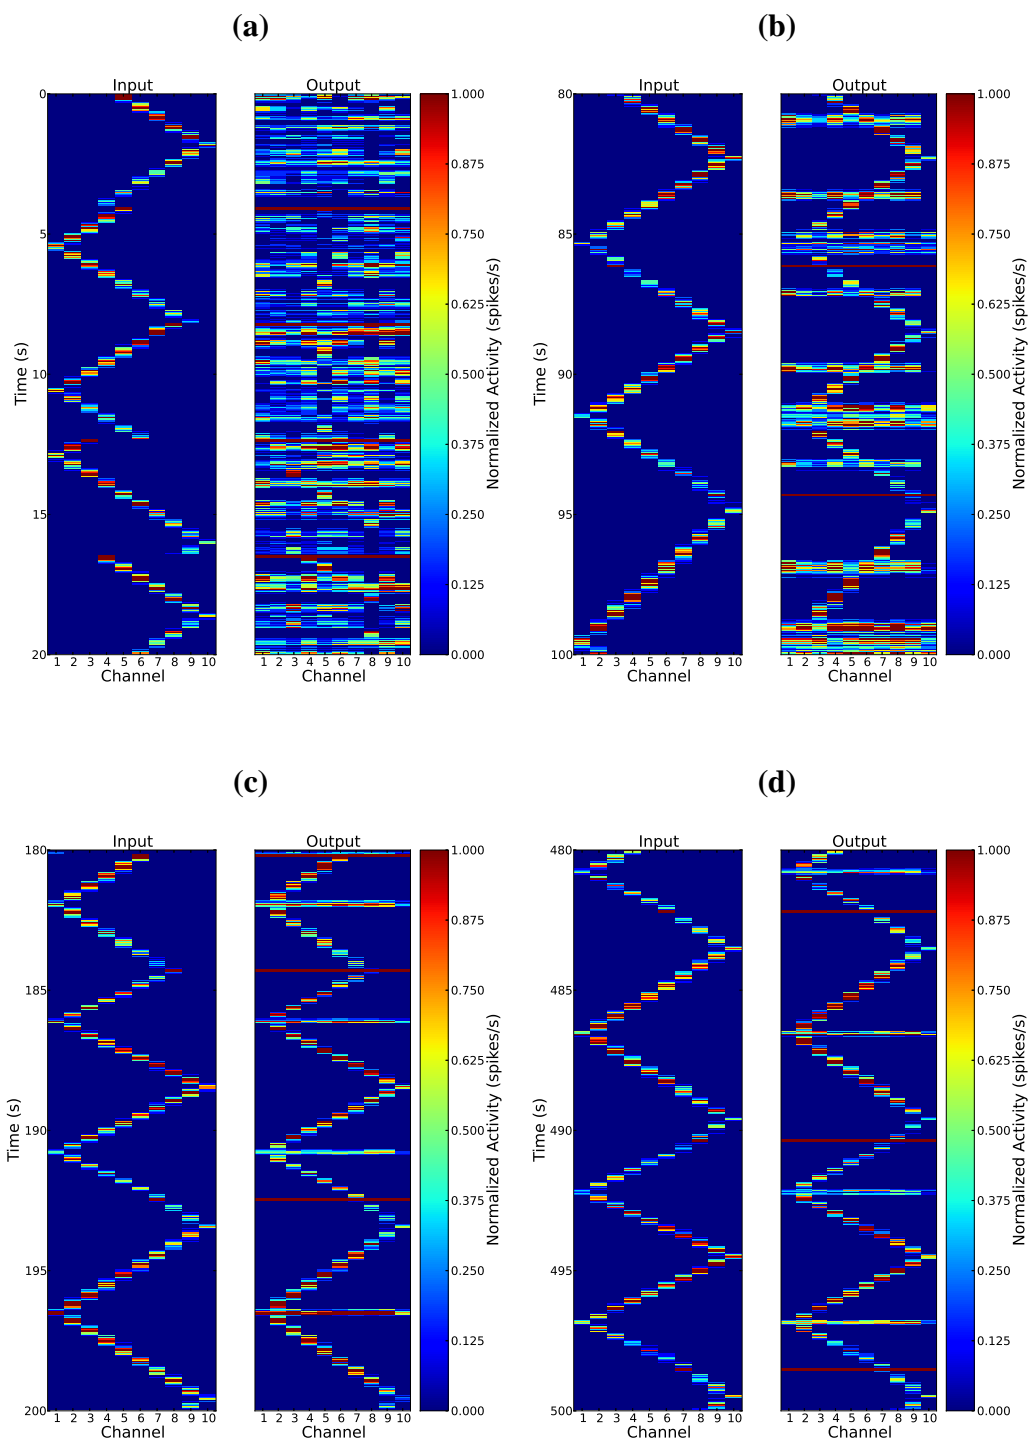 (a)
Input
Output
0
5
10
15
20
Time (s)
1 2 3 4 5 6 7 8 9 10
Channel
1 2 3 4 5 6 7 8 9 10
Channel
1.000
0.875
0.750
0.625
0.500
0.375
0.250
0.125
0.000
Normalized Activity (spikes/s)
(b)
Input
Output
80
85
90
95
100
Time (s)
1 2 3 4 5 6 7 8 9 10
Channel
1 2 3 4 5 6 7 8 9 10
Channel
1.000
0.875
0.750
0.625
0.500
0.375
0.250
0.125
0.000
Normalized Activity (spikes/s)
(c)
Input
Output
180
185
190
195
200
Time (s)
1 2 3 4 5 6 7 8 9 10
Channel
1 2 3 4 5 6 7 8 9 10
Channel
1.000
0.875
0.750
0.625
0.500
0.375
0.250
0.125
0.000
Normalized Activity (spikes/s)
(d)
Input
Output
480
485
490
495
500
Time (s)
1 2 3 4 5 6 7 8 9 10
Channel
1 2 3 4 5 6 7 8 9 10
Channel
1.000
0.875
0.750
0.625
0.500
0.375
0.250
0.125
0.000
Normalized Activity (spikes/s)